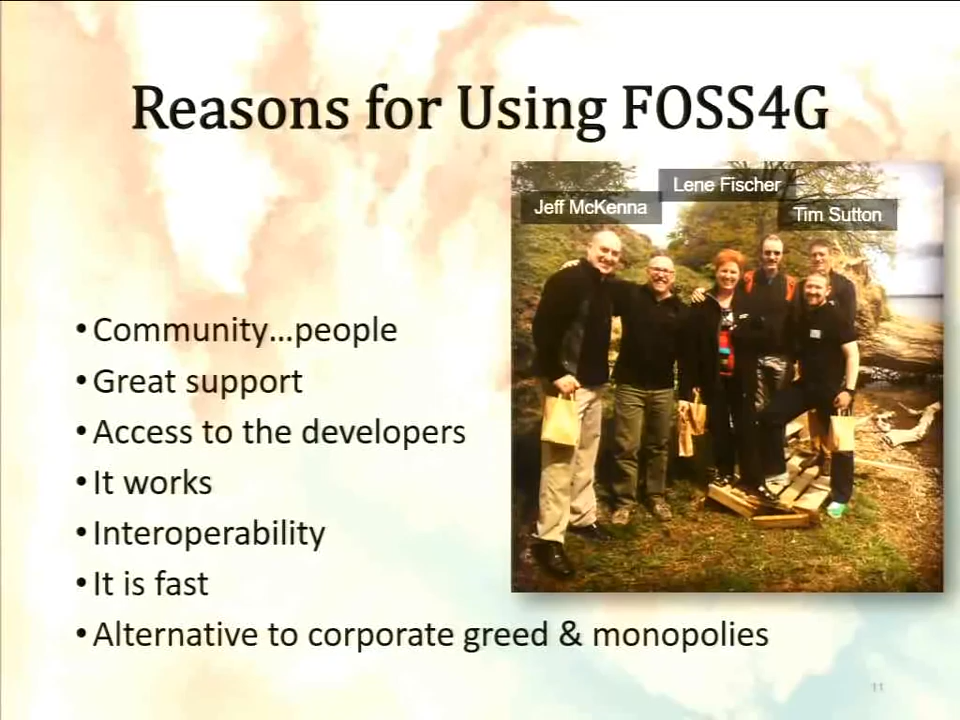 Reasons for Using FOSS4G
Lene Fischer
Jeff McKenna
Tim Sutton
•Community...people
•Great support
•Access to the developers
•It works
•Interoperability
•It is fast
•Alternative to corporate greed & monopolies
11